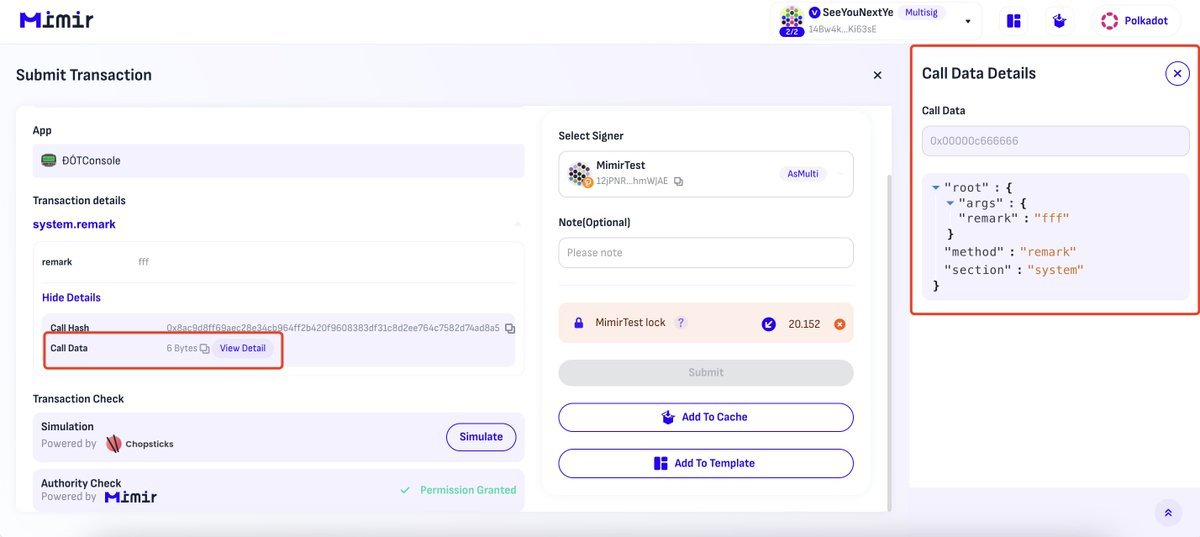 Mimir
SeeYouNextYe Multisig
2/2
14Bw4k...Ki63sE
Polkadot
Submit Transaction
App
ĐÓTConsole
Transaction details
system.remark
remark fff
Hide Details
Call Hash 0x8ac9d8ff69aec28e34cb964ff2b420f9608383df31c8d2ee764c7582d74ad8a5
Call Data 6 Bytes View Detail
Transaction Check
Simulation
Powered by Chopsticks
Simulate
Authority Check
Powered by Mimir
Permission Granted
Select Signer
MimirTest
12jPNR...hmWJAE
AsMulti
Note(Optional)
Please note
MimirTest lock ? 20.152
Submit
Add To Cache
Add To Template
Call Data Details
Call Data
0x00000c666666
"root" : {
"args" : {
"remark" : "fff"
}
"method" : "remark"
"section" : "system"
}